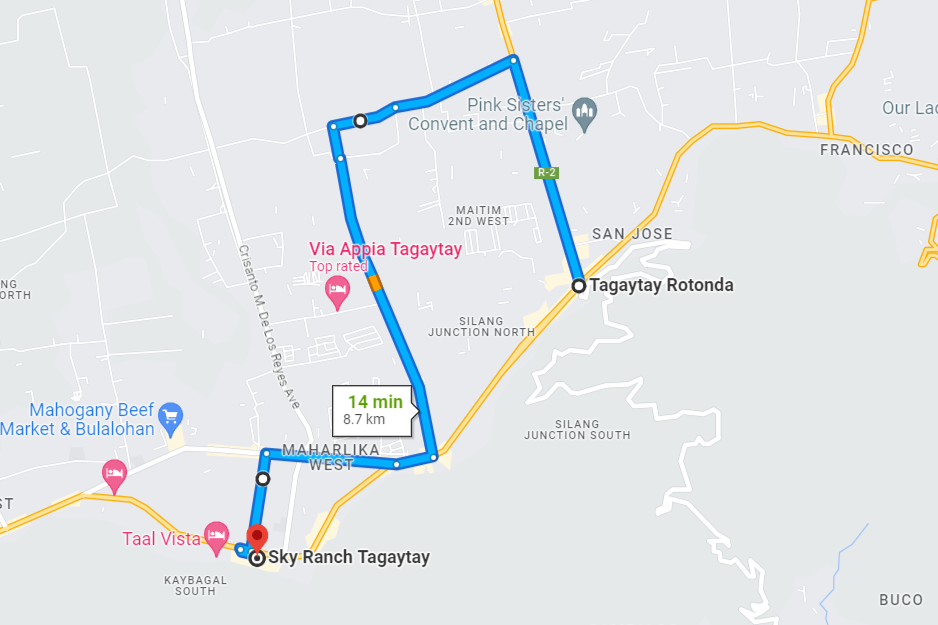 Pink Sisters'
Convent and Chapel
Our Lad
FRANCISCO
R-2
MAITIM
2ND WEST
SAN JOSE
Via Appia Tagaytay
Top rated
NG
ORTH
Tagaytay Rotonda
SILANG
JUNCTION NORTH
Crisanto M. De Los Reyes Ave
14 min
8.7 km
Mahogany Beef
Market & Bulalohan
SILANG
JUNCTION SOUTH
MAHARLIKA
WEST
ST
Taal Vista
Sky Ranch Tagaytay
KAYBAGAL
SOUTH
BUCO